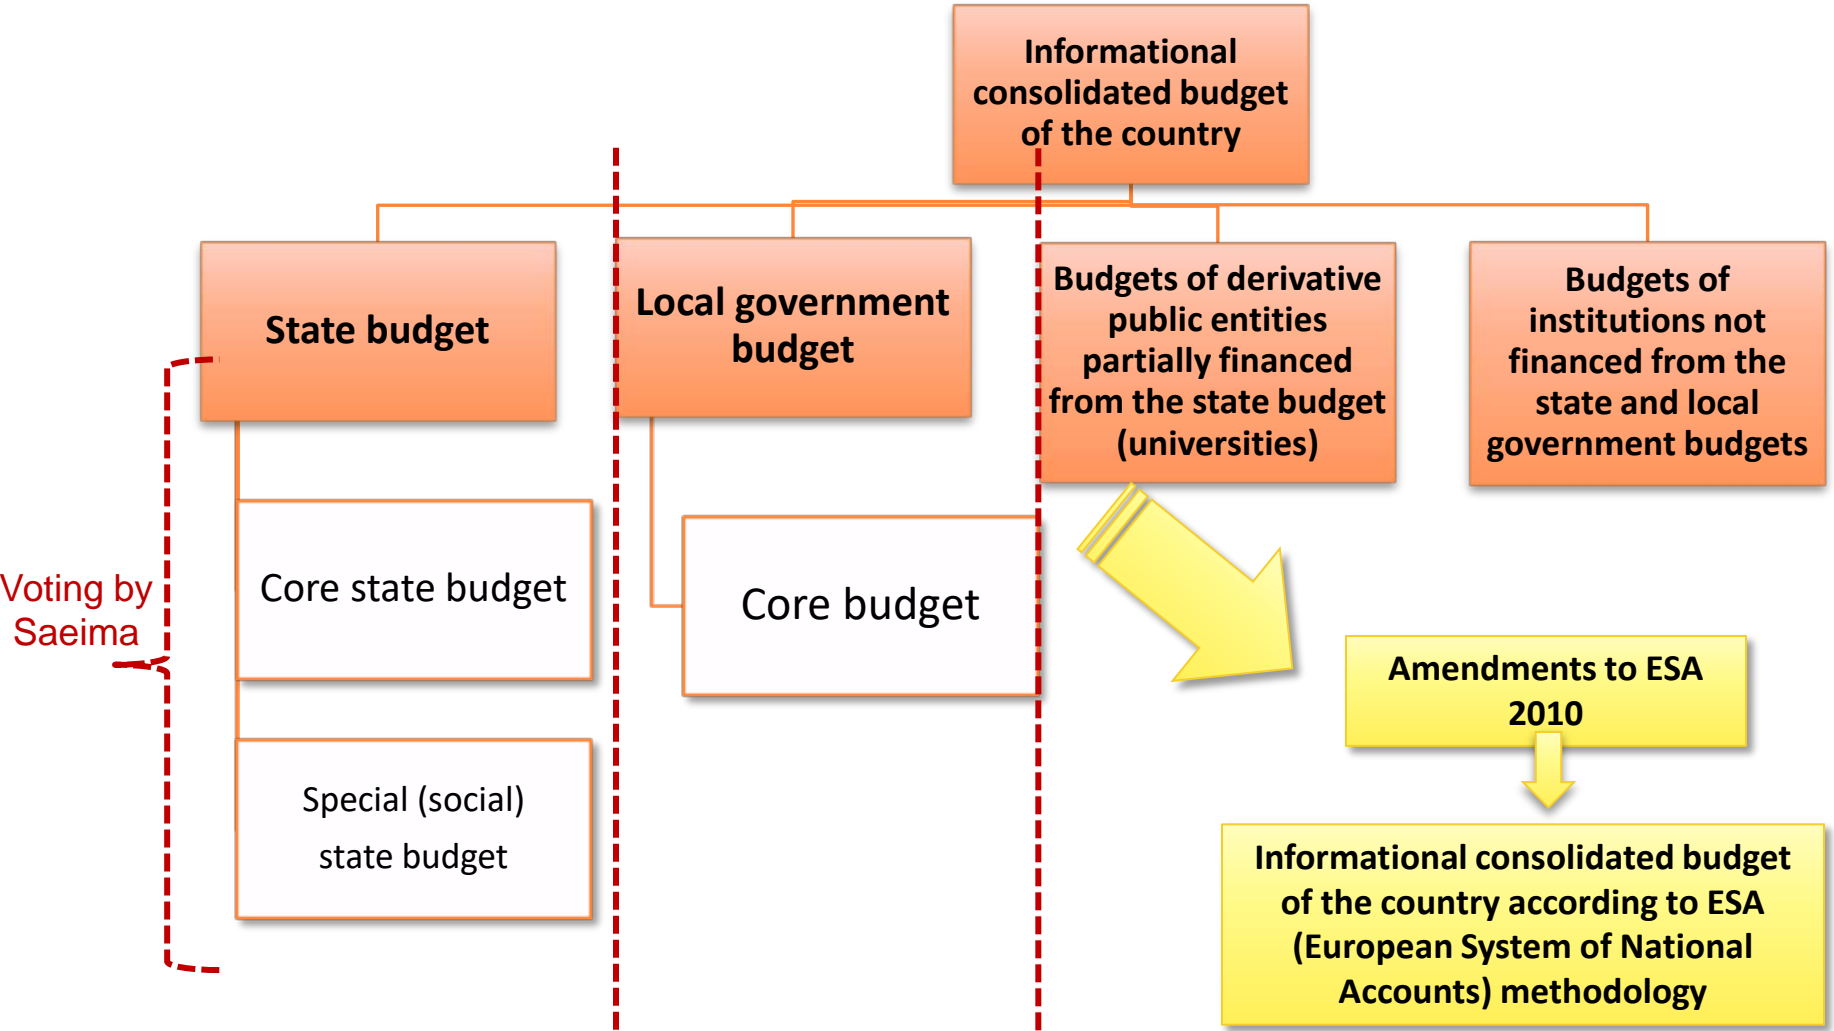 Informational
consolidated budget
of the country
State budget
Local government
budget
Budgets of derivative
public entities
partially financed
from the state budget
(universities)
Budgets of
institutions not
financed from the
state and local
government budgets
Voting by
Saeima
Core state budget
Core budget
Special (social)
state budget
Amendments to ESA
2010
Informational consolidated budget
of the country according to ESA
(European System of National
Accounts) methodology